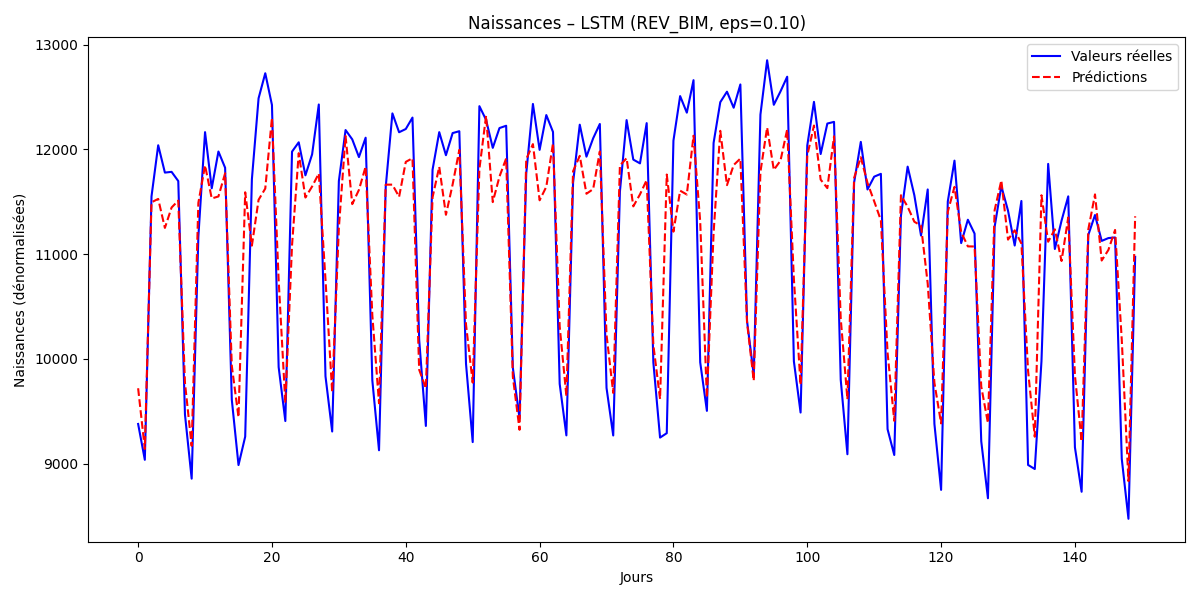 Naissances – LSTM (REV_BIM, eps=0.10)
Valeurs réelles
Prédictions
Naissances (dénormalisées)
13000
12000
11000
10000
9000
0 20 40 60 80 100 120 140
Jours